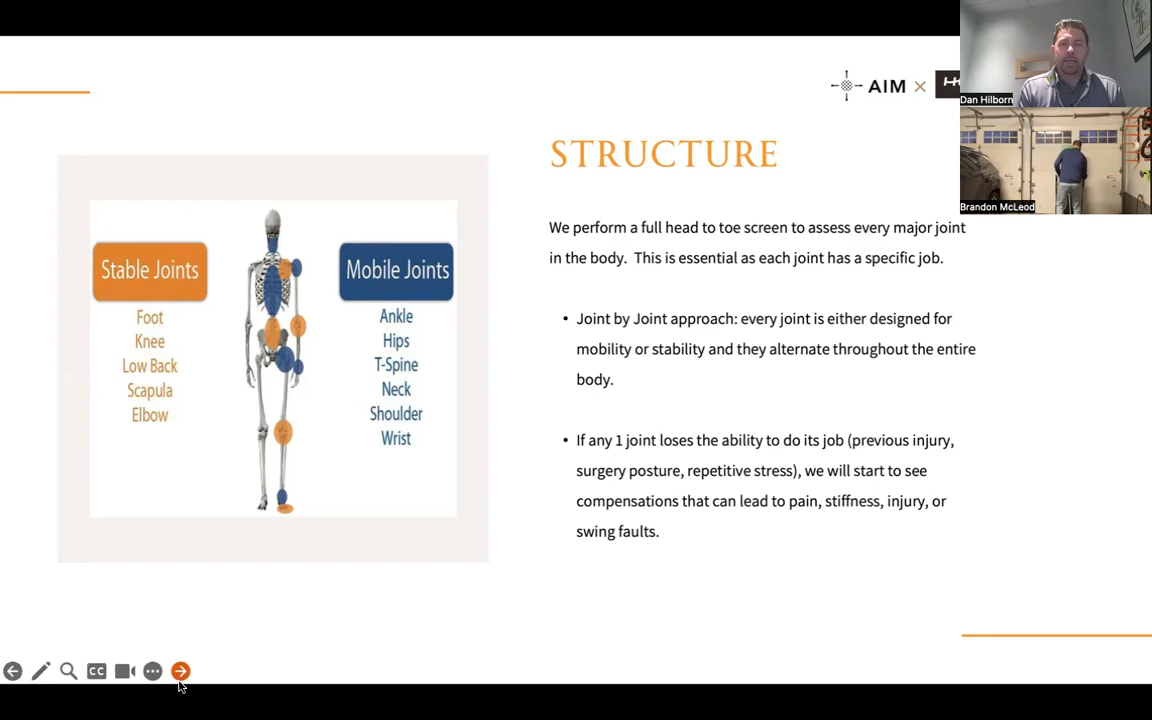 AIM ×
Dan Hilborn
Brandon McLeod
STRUCTURE
We perform a full head to toe screen to assess every major joint
in the body. This is essential as each joint has a specific job.
• Joint by Joint approach: every joint is either designed for
mobility or stability and they alternate throughout the entire
body.
• If any 1 joint loses the ability to do its job (previous injury,
surgery posture, repetitive stress), we will start to see
compensations that can lead to pain, stiffness, injury, or
swing faults.
Stable Joints
Foot
Knee
Low Back
Scapula
Elbow
Mobile Joints
Ankle
Hips
T-Spine
Neck
Shoulder
Wrist
CC